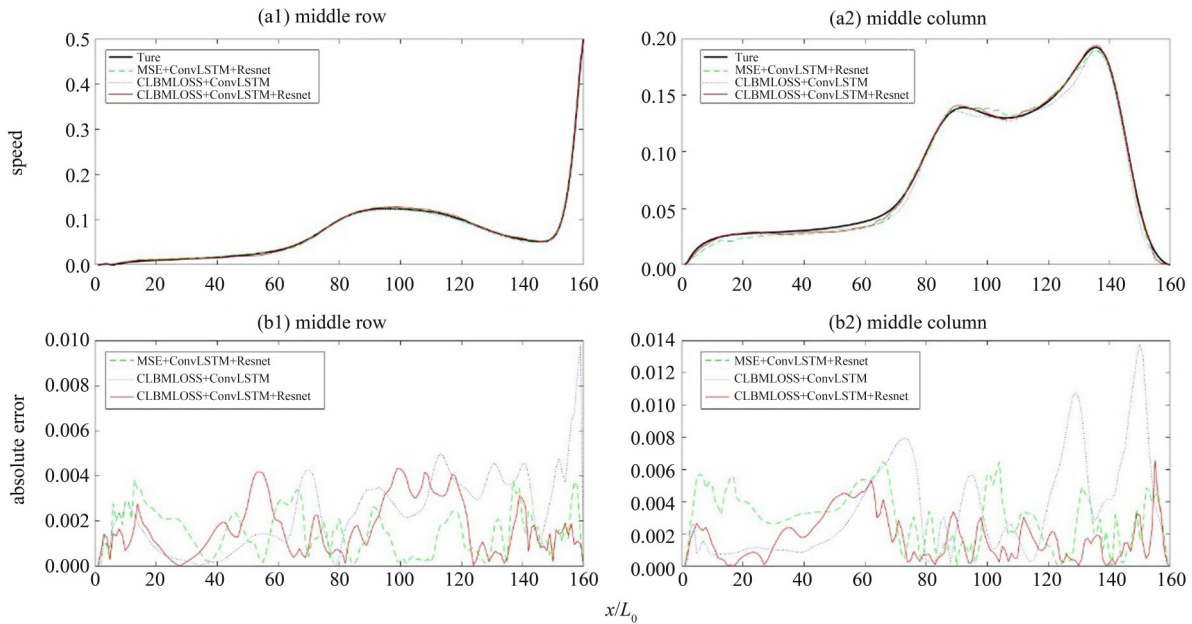 (a1) middle row
(a2) middle column
speed
0.5
0.4
0.3
0.2
0.1
0.0
Ture
MSE+ConvLSTM+Resnet
CLBMLOSS+ConvLSTM
CLBMLOSS+ConvLSTM+Resnet
0 20 40 60 80 100 120 140 160
0.20
0.15
0.10
0.05
0.00
Ture
MSE+ConvLSTM+Resnet
CLBMLOSS+ConvLSTM
CLBMLOSS+ConvLSTM+Resnet
0 20 40 60 80 100 120 140 160
(b1) middle row
(b2) middle column
absolute error
0.010
0.008
0.006
0.004
0.002
0.000
MSE+ConvLSTM+Resnet
CLBMLOSS+ConvLSTM
CLBMLOSS+ConvLSTM+Resnet
0 20 40 60 80 100 120 140 160
0.014
0.012
0.010
0.008
0.006
0.004
0.002
0.000
MSE+ConvLSTM+Resnet
CLBMLOSS+ConvLSTM
CLBMLOSS+ConvLSTM+Resnet
0 20 40 60 80 100 120 140 160
x/L₀